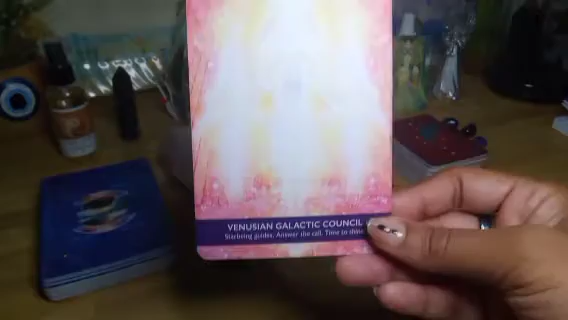 VENUSIAN GALACTIC COUNCIL
Starbeing guides. Answer the call. Time to shine